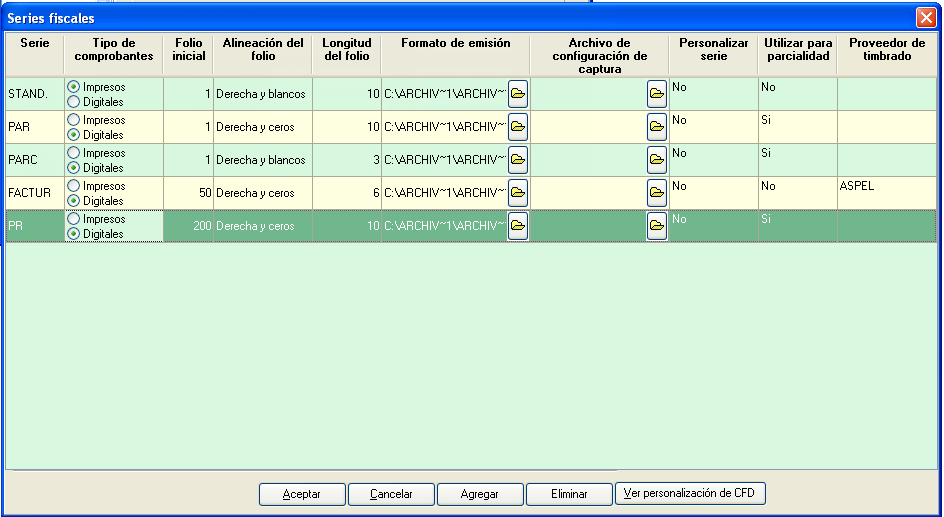 Series fiscales
Serie Tipo de comprobantes Folio inicial Alineación del folio Longitud del folio Formato de emisión Archivo de configuración de captura Personalizar serie Utilizar para parcialidad Proveedor de timbrado
STAND. Impresos Digitales 1 Derecha y blancos 10 C:\ARCHIV~1\ARCHIV~ No No
PAR Impresos Digitales 1 Derecha y ceros 10 C:\ARCHIV~1\ARCHIV~ No Si
PARC Impresos Digitales 1 Derecha y blancos 3 C:\ARCHIV~1\ARCHIV~ No Si
FACTUR Impresos Digitales 50 Derecha y ceros 6 C:\ARCHIV~1\ARCHIV~ No No ASPEL
PR Impresos Digitales 200 Derecha y ceros 10 C:\ARCHIV~1\ARCHIV~ No Si
Aceptar Cancelar Agregar Eliminar Ver personalización de CFD